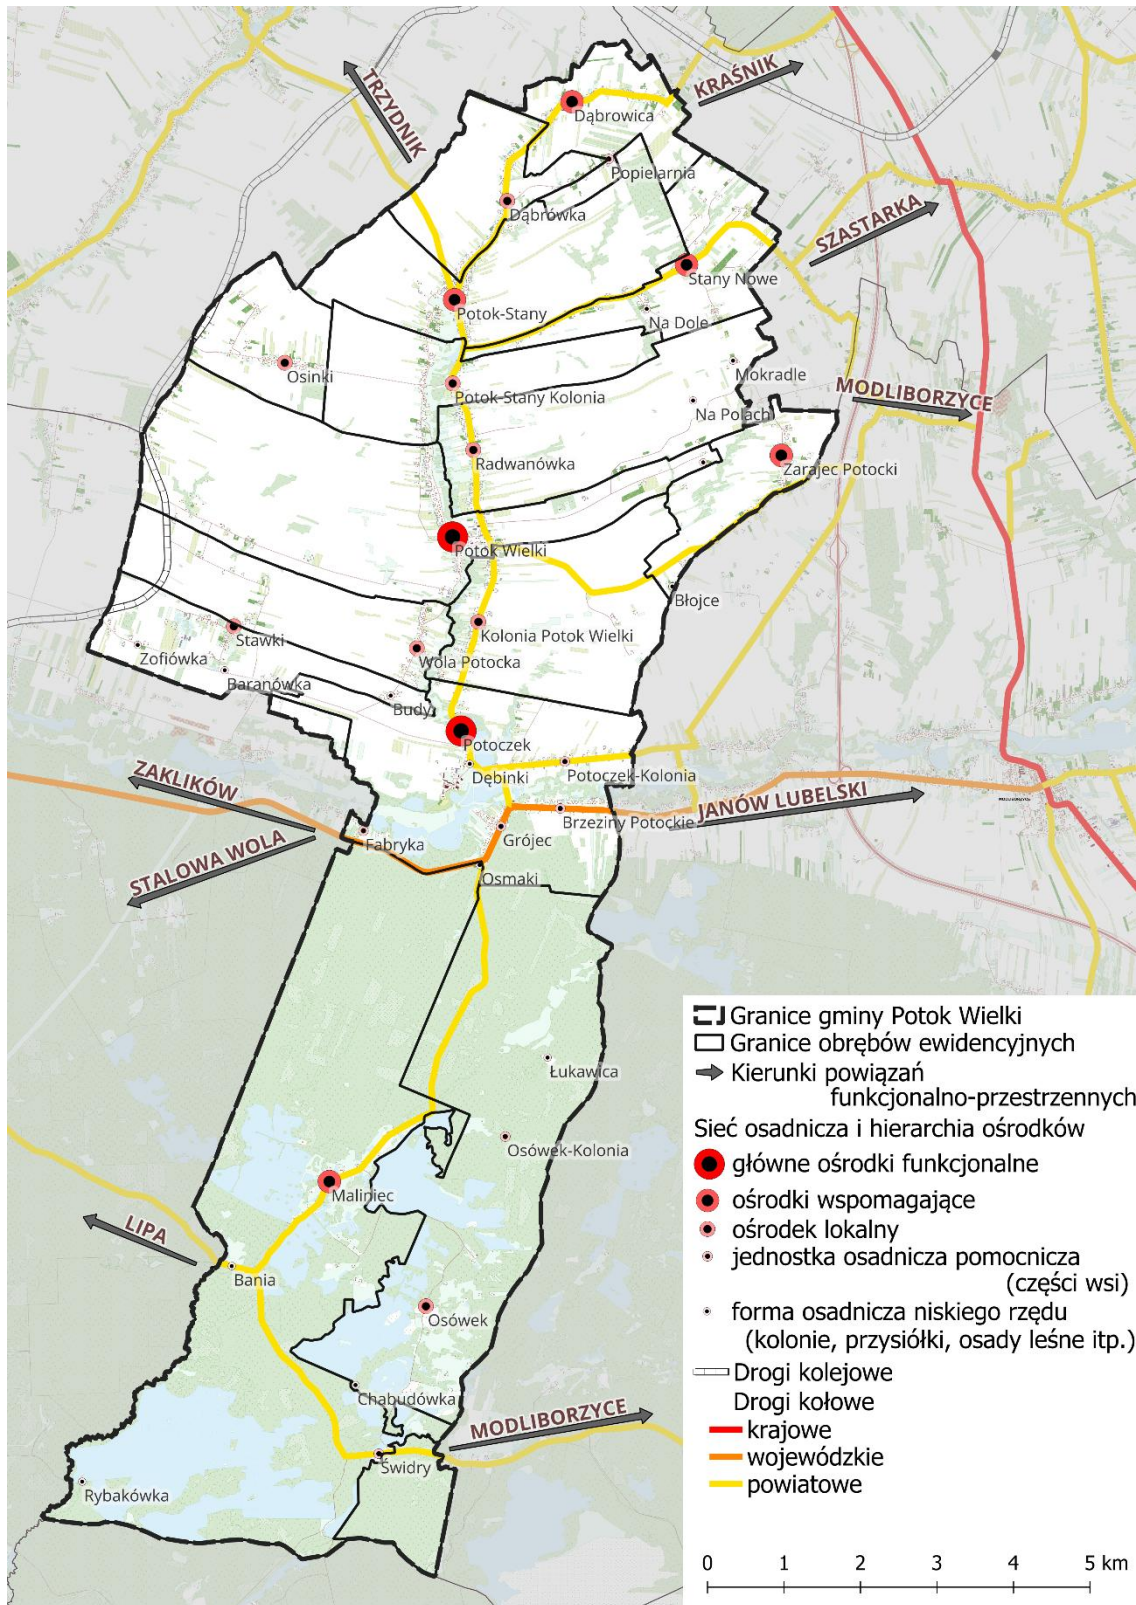 TRZYDNIK
KRAŚNIK
Dąbrowica
Popielarnia
Dąbrówka
SZASTARKA
Stany Nowe
Potok-Stany
Na Dole
Osinki
Mokradle
Potok-Stany Kolonia
MODLIBORZYCE
Na Polach
Radwanówka
Zarajec Potocki
Potok Wielki
Błojce
Kolonia Potok Wielki
Stawki
Zofiówka
Wola Potocka
Baranówka
Budy
Potoczek
Dębinki
Potoczek-Kolonia
ZAKLIKÓW
JANÓW LUBELSKI
Brzeziny Potockie
Grójec
Fabryka
STALOWA WOLA
Osmaki
Łukawica
Osówek-Kolonia
Maliniec
LIPA
Bania
Osówek
Chabudówka
MODLIBORZYCE
Świdry
Rybakówka
Granice gminy Potok Wielki
Granice obrębów ewidencyjnych
Kierunki powiązań
funkcjonalno-przestrzennych
Sieć osadnicza i hierarchia ośrodków
główne ośrodki funkcjonalne
ośrodki wspomagające
ośrodek lokalny
jednostka osadnicza pomocnicza
(części wsi)
forma osadnicza niskiego rzędu
(kolonie, przysiółki, osady leśne itp.)
Drogi kolejowe
Drogi kołowe
krajowe
wojewódzkie
powiatowe
0 1 2 3 4 5 km